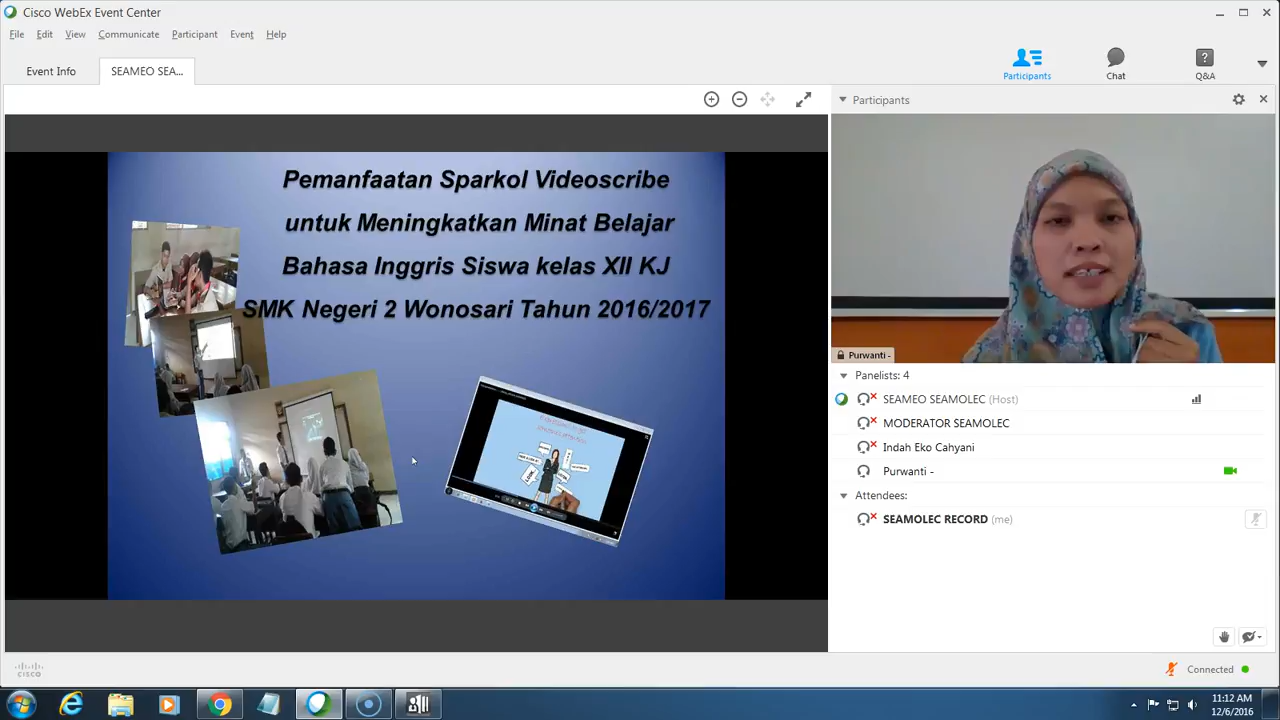 Cisco WebEx Event Center
File Edit View Communicate Participant Event Help
Event Info SEAMEO SEA...
Participants Chat Q&A
Participants
Pemanfaatan Sparkol Videoscribe
untuk Meningkatkan Minat Belajar
Bahasa Inggris Siswa kelas XII KJ
SMK Negeri 2 Wonosari Tahun 2016/2017
Purwanti -
Panelists: 4
SEAMEO SEAMOLEC (Host)
MODERATOR SEAMOLEC
Indah Eko Cahyani
Purwanti -
Attendees:
SEAMOLEC RECORD (me)
cisco
Connected
11:12 AM
12/6/2016